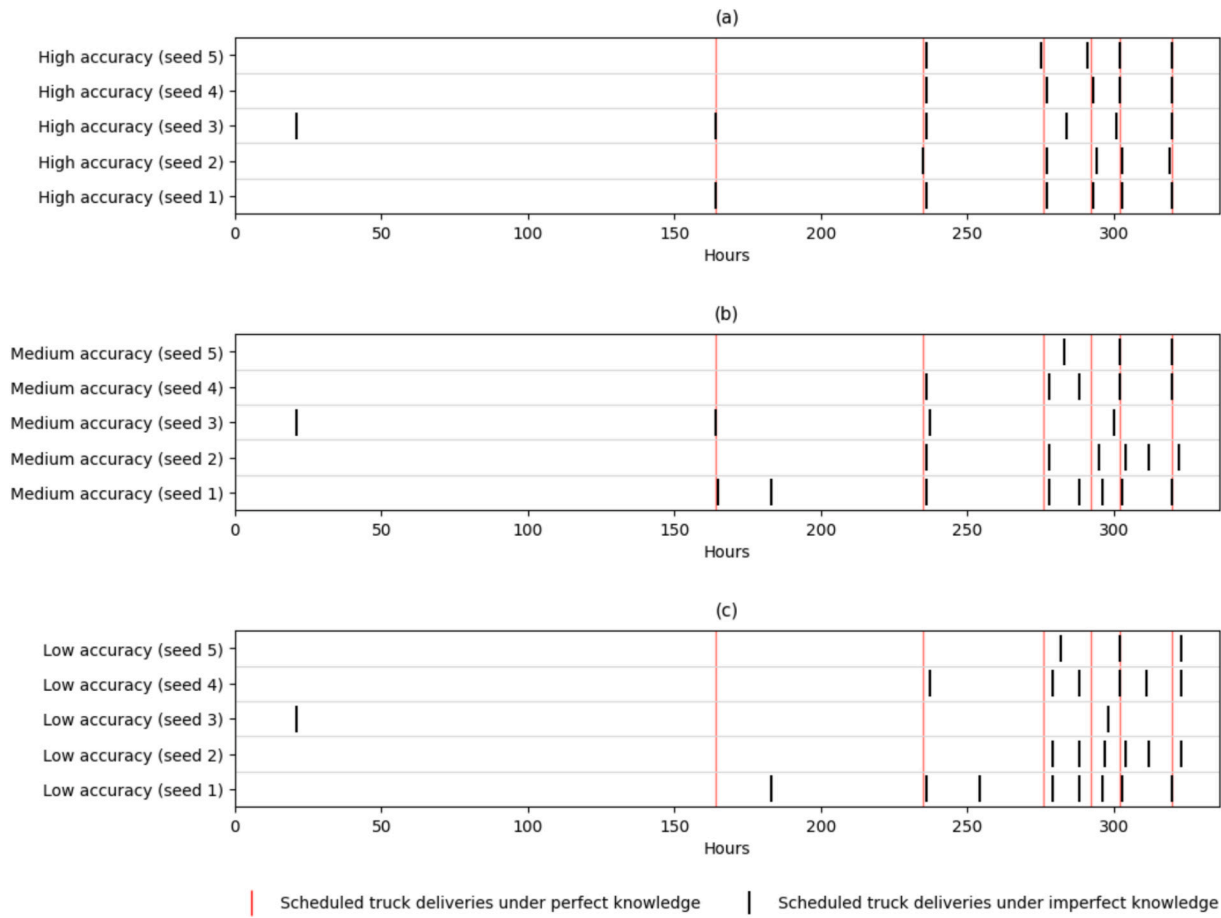 (a)
High accuracy (seed 5)
High accuracy (seed 4)
High accuracy (seed 3)
High accuracy (seed 2)
High accuracy (seed 1)
0 50 100 150 200 250 300
Hours
(b)
Medium accuracy (seed 5)
Medium accuracy (seed 4)
Medium accuracy (seed 3)
Medium accuracy (seed 2)
Medium accuracy (seed 1)
0 50 100 150 200 250 300
Hours
(c)
Low accuracy (seed 5)
Low accuracy (seed 4)
Low accuracy (seed 3)
Low accuracy (seed 2)
Low accuracy (seed 1)
0 50 100 150 200 250 300
Hours
Scheduled truck deliveries under perfect knowledge Scheduled truck deliveries under imperfect knowledge